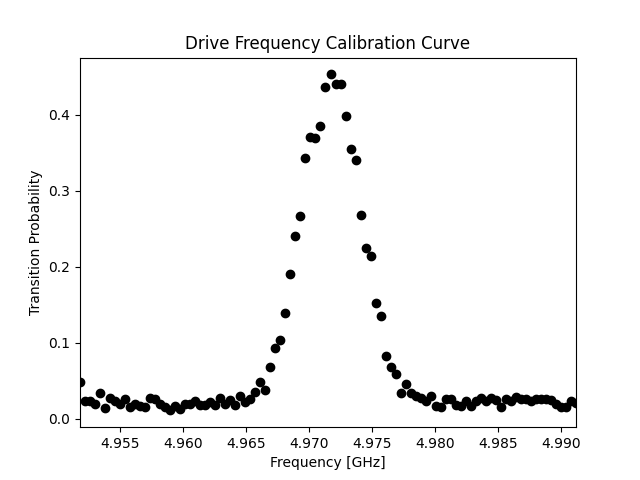 Drive Frequency Calibration Curve
Transition Probability
0.4
0.3
0.2
0.1
0.0
4.955 4.960 4.965 4.970 4.975 4.980 4.985 4.990
Frequency [GHz]